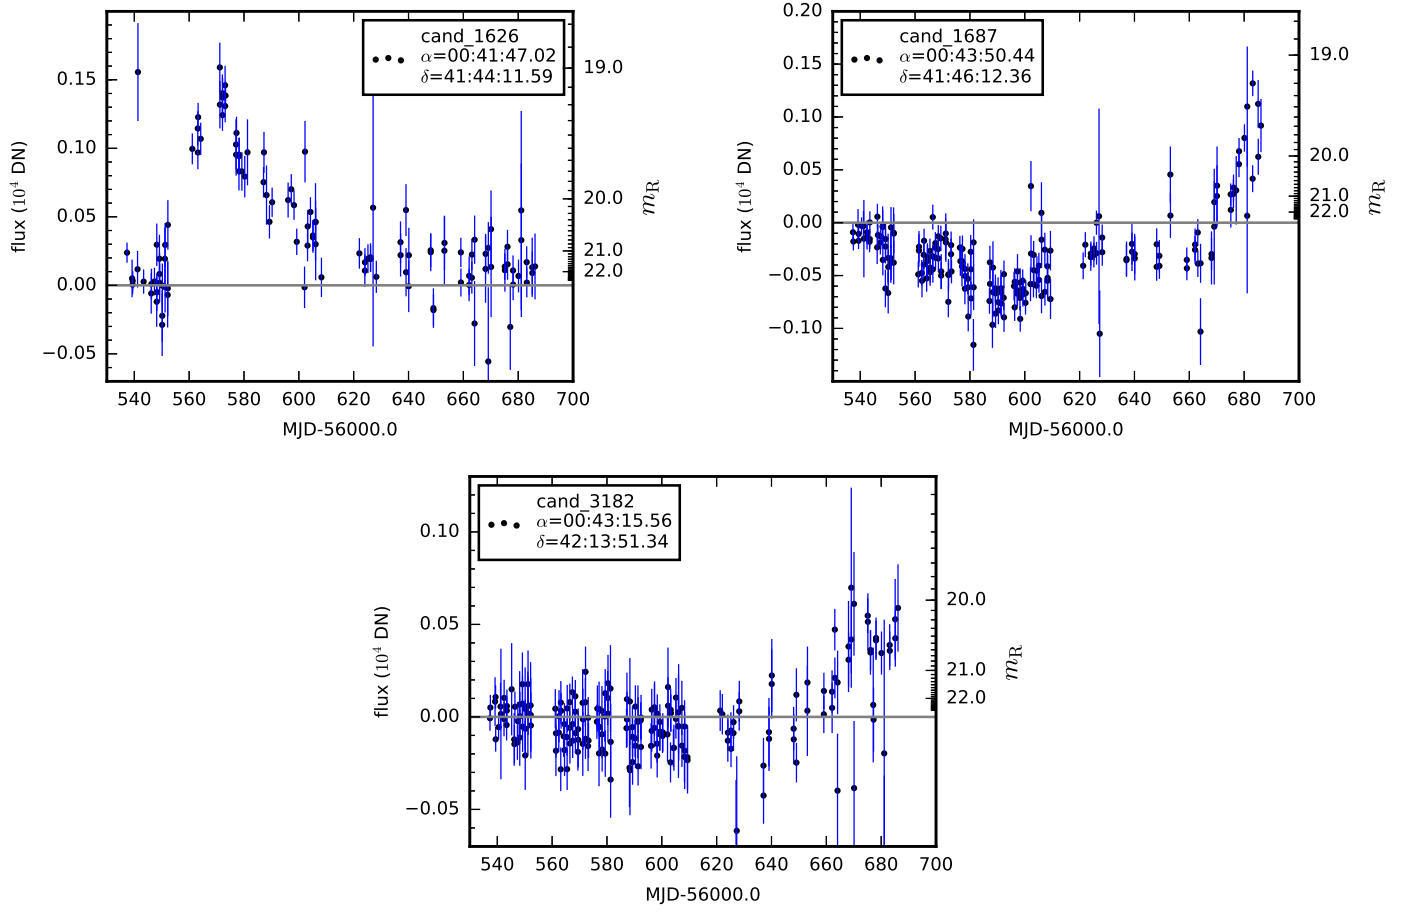 cand_1626
α=00:41:47.02
δ=41:44:11.59
0.15
0.10
0.05
0.00
−0.05
flux (10⁴ DN)
19.0
20.0
21.0
22.0
m_R
540 560 580 600 620 640 660 680 700
MJD-56000.0
cand_1687
α=00:43:50.44
δ=41:46:12.36
0.20
0.15
0.10
0.05
0.00
−0.05
−0.10
flux (10⁴ DN)
19.0
20.0
21.0
22.0
m_R
540 560 580 600 620 640 660 680 700
MJD-56000.0
cand_3182
α=00:43:15.56
δ=42:13:51.34
0.10
0.05
0.00
−0.05
flux (10⁴ DN)
20.0
21.0
22.0
m_R
540 560 580 600 620 640 660 680 700
MJD-56000.0